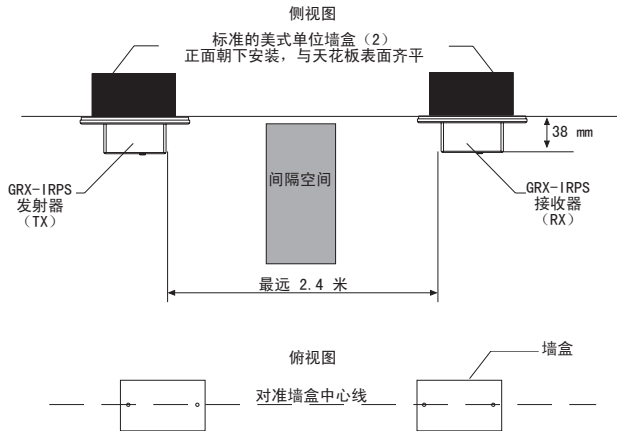 侧视图
标准的美式单位墙盒（2）
正面朝下安装，与天花板表面齐平
38 mm
间隔空间
GRX-IRPS
发射器
（TX）
GRX-IRPS
接收器
（RX）
最远 2.4 米
俯视图
墙盒
对准墙盒中心线